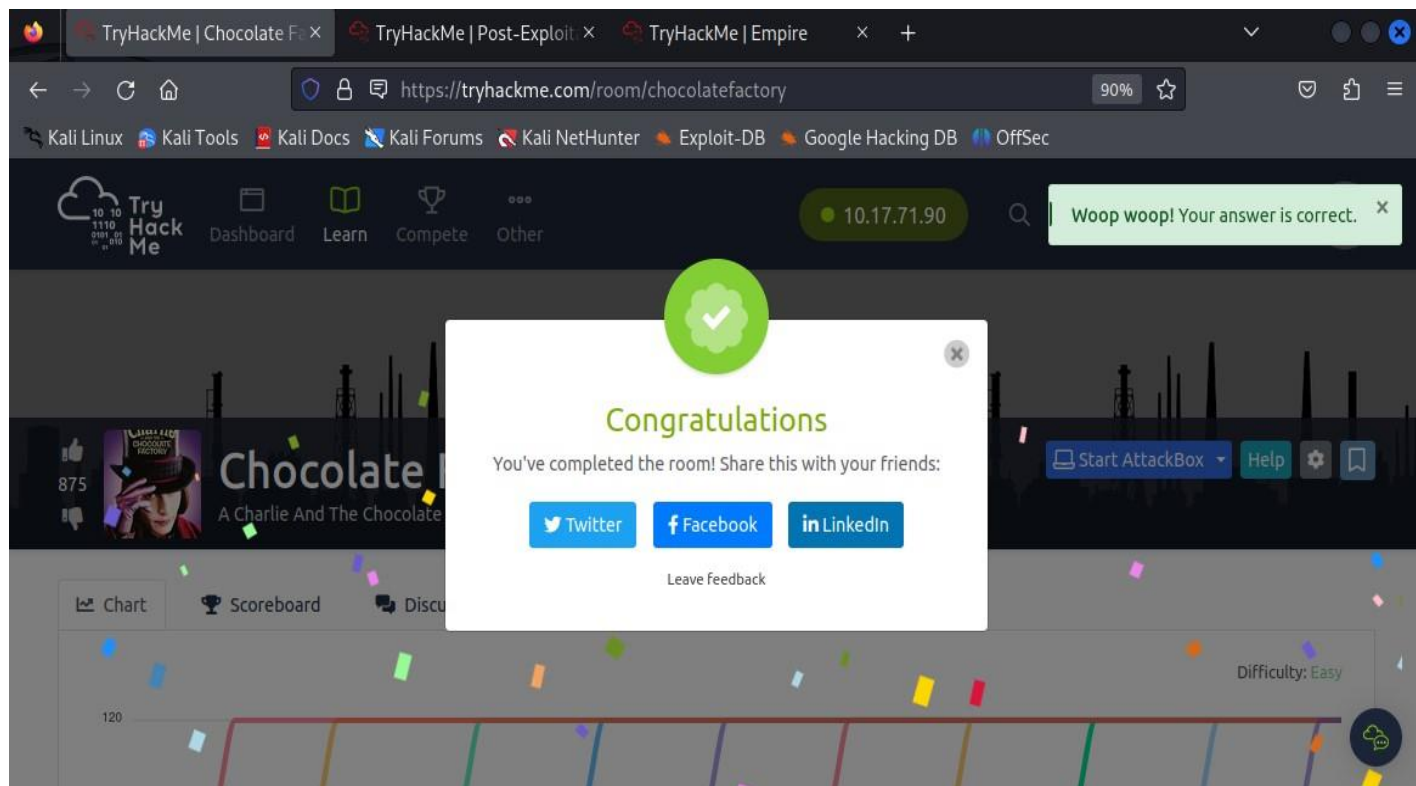 TryHackMe | Chocolate Fa
TryHackMe | Post-Exploit
TryHackMe | Empire
https://tryhackme.com/room/chocolatefactory
90%
Kali Linux Kali Tools Kali Docs Kali Forums Kali NetHunter Exploit-DB Google Hacking DB OffSec
Try
Hack
Me
Dashboard Learn Compete Other
10.17.71.90
Woop woop! Your answer is correct.
Congratulations
You've completed the room! Share this with your friends:
Twitter Facebook LinkedIn
Leave feedback
875
Chocolate
A Charlie And The Chocolate
Start AttackBox Help
Chart Scoreboard Discu
Difficulty: Easy
120